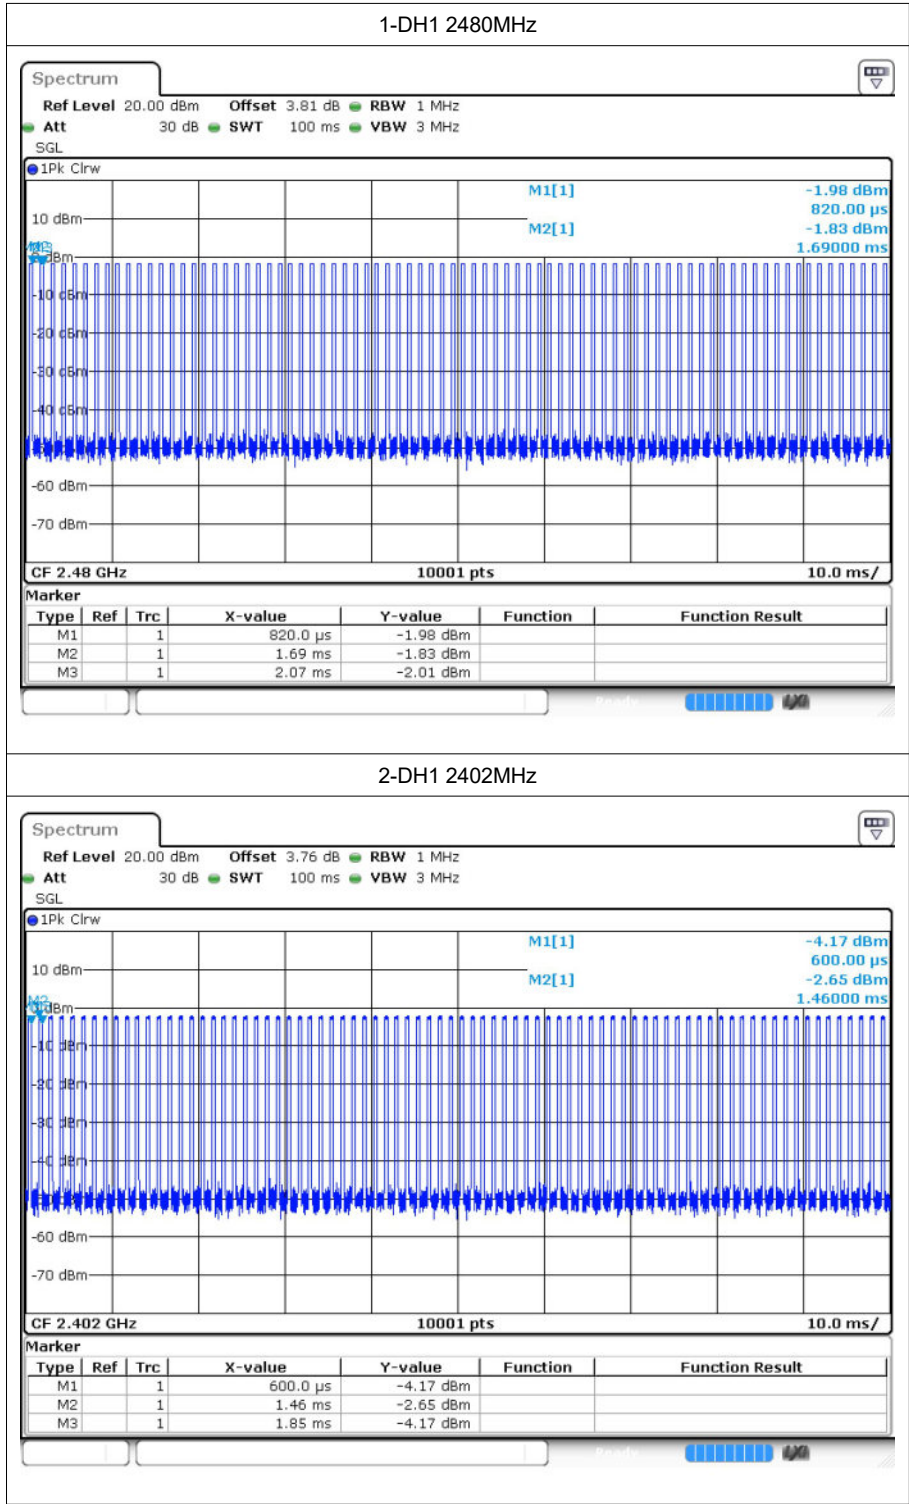 1-DH1 2480MHz
Spectrum
Ref Level 20.00 dBm Offset 3.81 dB RBW 1 MHz
Att 30 dB SWT 100 ms VBW 3 MHz
SGL
1Pk Clrw
M1[1] -1.98 dBm
820.00 µs
10 dBm
M2[1] -1.83 dBm
1.69000 ms
-10 dBm
-20 dBm
-30 dBm
-40 dBm
-60 dBm
-70 dBm
CF 2.48 GHz 10001 pts 10.0 ms/
Marker
Type Ref Trc X-value Y-value Function Function Result
M1 1 820.0 µs -1.98 dBm
M2 1 1.69 ms -1.83 dBm
M3 1 2.07 ms -2.01 dBm
Ready
2-DH1 2402MHz
Spectrum
Ref Level 20.00 dBm Offset 3.76 dB RBW 1 MHz
Att 30 dB SWT 100 ms VBW 3 MHz
SGL
1Pk Clrw
M1[1] -4.17 dBm
600.00 µs
10 dBm
M2[1] -2.65 dBm
1.46000 ms
-10 dBm
-20 dBm
-30 dBm
-40 dBm
-60 dBm
-70 dBm
CF 2.402 GHz 10001 pts 10.0 ms/
Marker
Type Ref Trc X-value Y-value Function Function Result
M1 1 600.0 µs -4.17 dBm
M2 1 1.46 ms -2.65 dBm
M3 1 1.85 ms -4.17 dBm
Ready